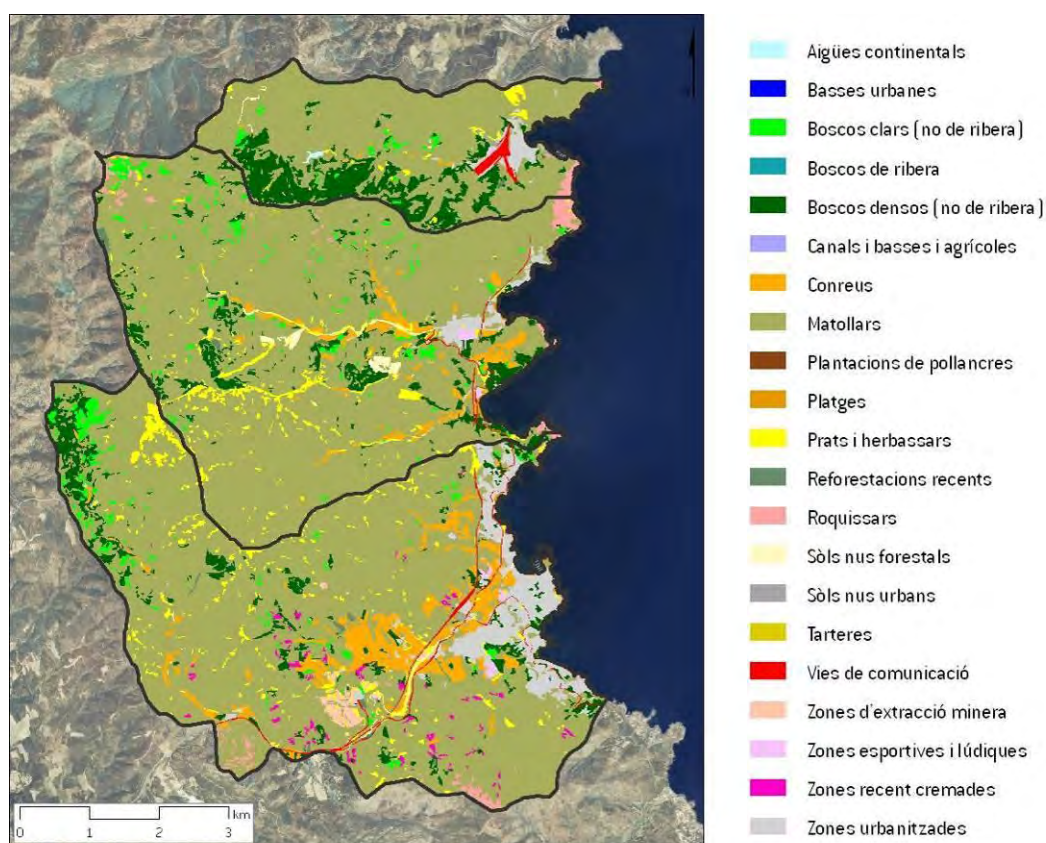 Aigües continentals
Basses urbanes
Boscos clars (no de ribera)
Boscos de ribera
Boscos densos (no de ribera)
Canals i basses i agrícoles
Conreus
Matollars
Plantacions de pollancres
Platges
Prats i herbassars
Reforestacions recents
Roquissars
Sòls nus forestals
Sòls nus urbans
Tarteres
Vies de comunicació
Zones d'extracció minera
Zones esportives i lúdiques
Zones recent cremades
Zones urbanitzades
km
0 1 2 3